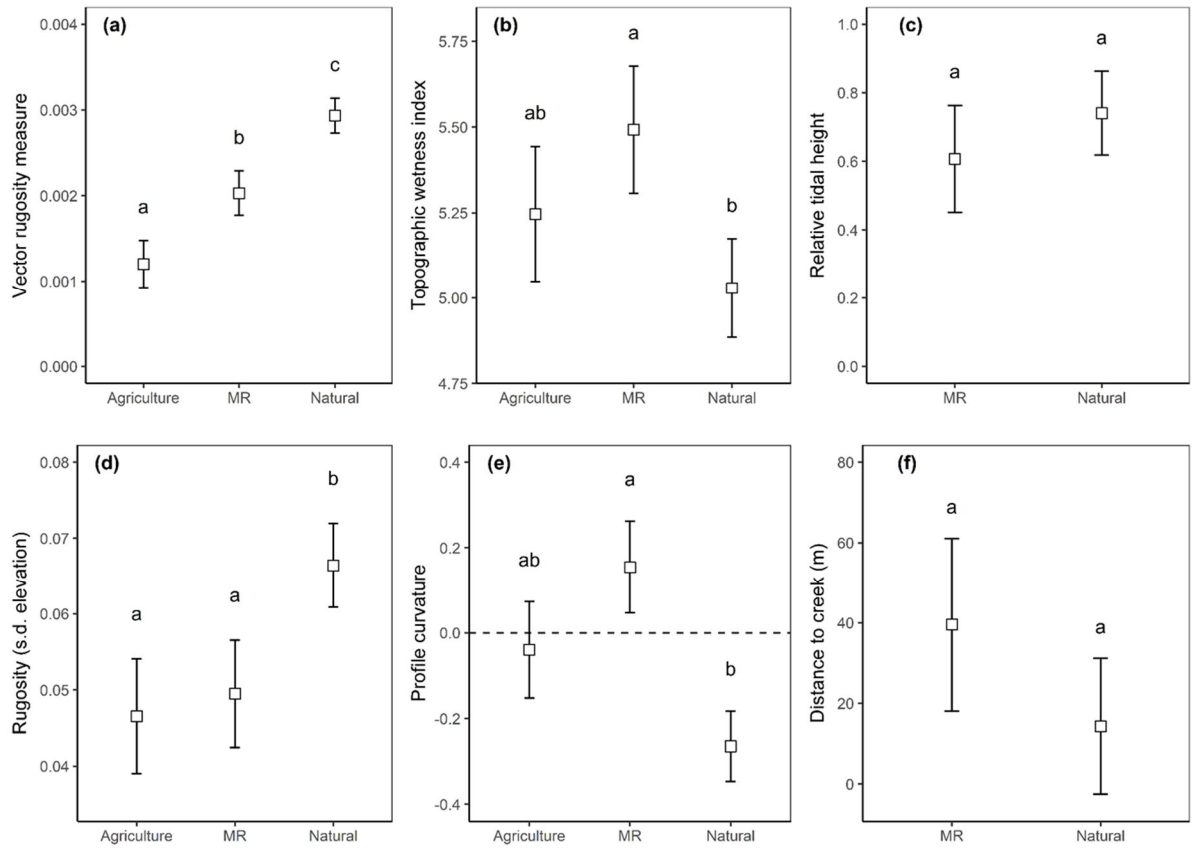 (a)
Vector rugosity measure
0.004
0.003
0.002
0.001
0.000
a
b
c
Agriculture MR Natural
(b)
Topographic wetness index
5.75
5.50
5.25
5.00
4.75
ab
a
b
Agriculture MR Natural
(c)
Relative tidal height
1.0
0.8
0.6
0.4
0.2
0.0
a
a
MR Natural
(d)
Rugosity (s.d. elevation)
0.08
0.07
0.06
0.05
0.04
a
a
b
Agriculture MR Natural
(e)
Profile curvature
0.4
0.2
0.0
-0.2
-0.4
ab
a
b
Agriculture MR Natural
(f)
Distance to creek (m)
80
60
40
20
0
a
a
MR Natural